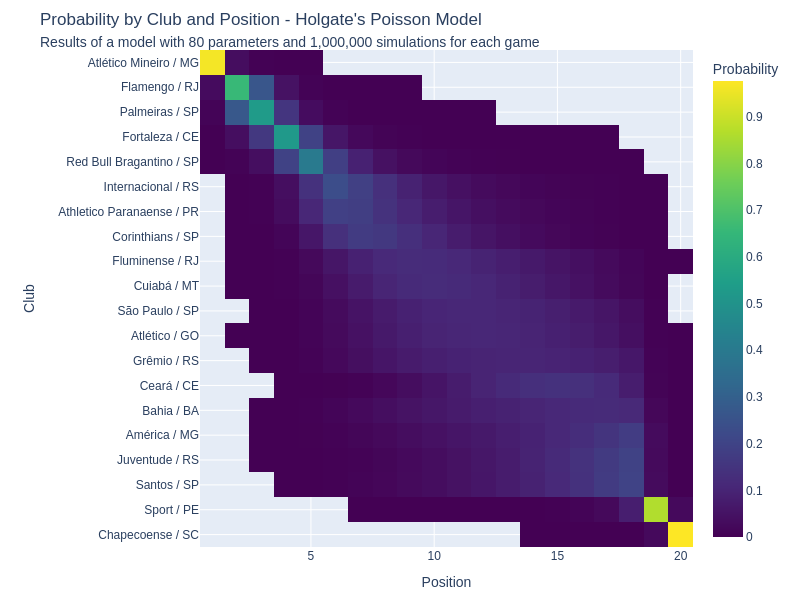 Probability by Club and Position - Holgate's Poisson Model
Results of a model with 80 parameters and 1,000,000 simulations for each game
Probability
Atlético Mineiro / MG
Flamengo / RJ
Palmeiras / SP
Fortaleza / CE
Red Bull Bragantino / SP
Internacional / RS
Athletico Paranaense / PR
Corinthians / SP
Fluminense / RJ
Cuiabá / MT
São Paulo / SP
Atlético / GO
Grêmio / RS
Ceará / CE
Bahia / BA
América / MG
Juventude / RS
Santos / SP
Sport / PE
Chapecoense / SC
Club
5
10
15
20
Position
0.9
0.8
0.7
0.6
0.5
0.4
0.3
0.2
0.1
0